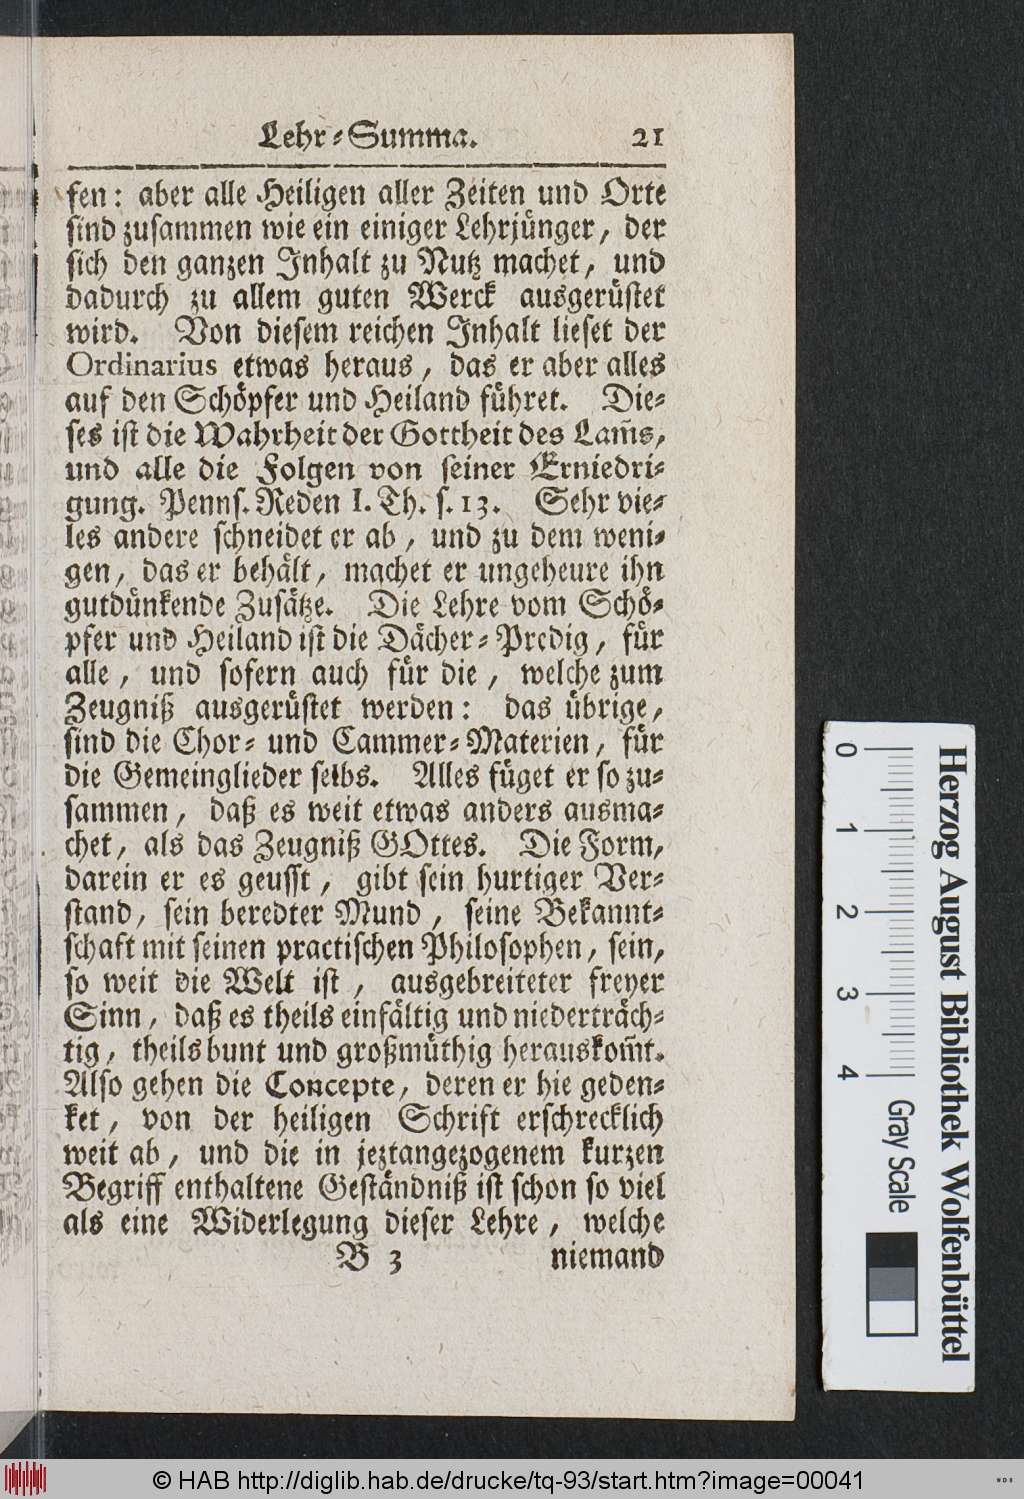 Lehr-Summa. 21
fen: aber alle Heiligen aller Zeiten und Orte
sind zusammen wie ein einiger Lehrjünger, der
sich den ganzen Inhalt zu Nutz machet, und
dadurch zu allem guten Werck ausgerüstet
wird. Von diesem reichen Inhalt lieset der
Ordinarius etwas heraus, das er aber alles
auf den Schöpfer und Heiland führet. Die-
ses ist die Wahrheit der Gottheit des Lam̅s,
und alle die Folgen von seiner Erniedri-
gung. Penns. Reden I. Th. s. 13. Sehr vie-
les andere schneidet er ab, und zu dem weni-
gen, das er behält, machet er ungeheure ihn
gutdünkende Zusätze. Die Lehre vom Schö-
pfer und Heiland ist die Dächer-Predig, für
alle, und sofern auch für die, welche zum
Zeugniß ausgerüstet werden: das übrige,
sind die Chor- und Cammer-Materien, für
die Gemeinglieder selbs. Alles füget er so zu-
sammen, daß es weit etwas anders ausma-
chet, als das Zeugniß GOttes. Die Form,
darein er es geusst, gibt sein hurtiger Ver-
stand, sein beredter Mund, seine Bekannt-
schaft mit seinen practischen Philosophen, sein,
so weit die Welt ist, ausgebreiteter freyer
Sinn, daß es theils einfältig und niederträch-
tig, theils bunt und großmüthig herauskom̅t.
Also gehen die Concepte, deren er hie geden-
ket, von der heiligen Schrift erschrecklich
weit ab, und die in jeztangezogenem kurzen
Begriff enthaltene Geständniß ist schon so viel
als eine Widerlegung dieser Lehre, welche
B 3 niemand
0 1 2 3 4
Gray Scale
Herzog August Bibliothek Wolfenbüttel
© HAB http://diglib.hab.de/drucke/tq-93/start.htm?image=00041